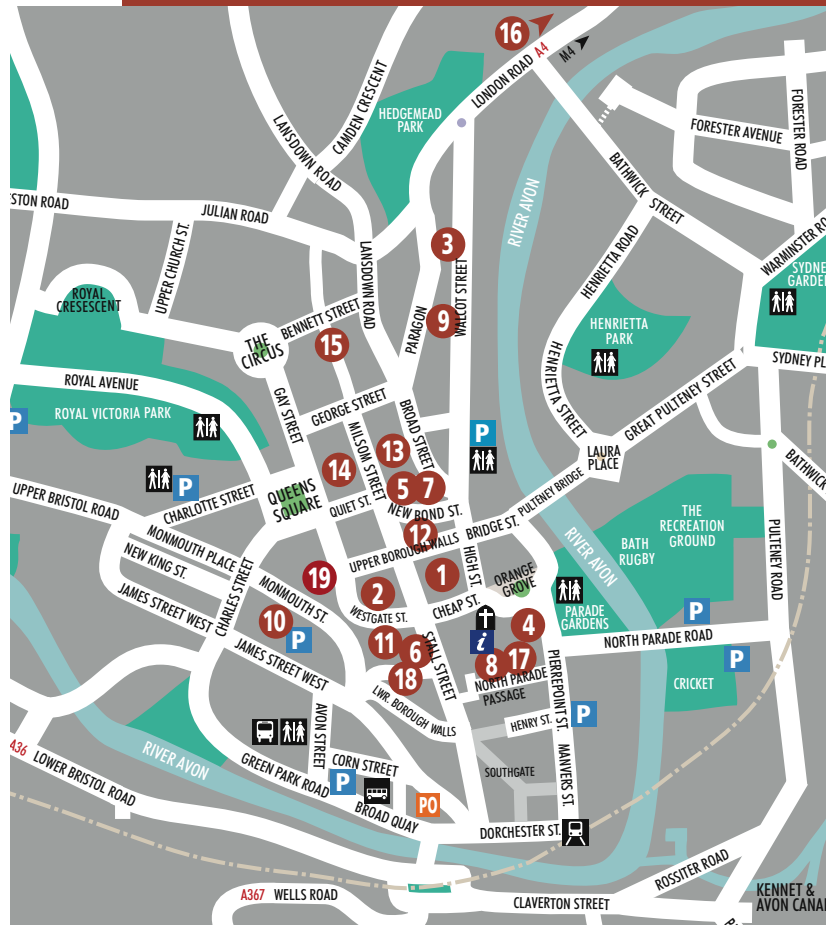 16
LONDON ROAD A4
M4
HEDGEMEAD
PARK
CAMDEN CRESCENT
LANSDOWN ROAD
FORESTER AVENUE
FORESTER ROAD
RIVER AVON
BATHWICK STREET
ESTON ROAD
JULIAN ROAD
UPPER CHURCH ST.
LANSDOWN ROAD
3
WALCOT STREET
HENRIETTA ROAD
WARMINSTER RO
SYDNE
GARDE
ROYAL
CRESESCENT
BENNETT STREET
THE
CIRCUS
15
PARAGON
9
HENRIETTA
PARK
HENRIETTA STREET
SYDNEY PL
ROYAL AVENUE
ROYAL VICTORIA PARK
GAY STREET
GEORGE STREET
BROAD STREET
GREAT PULTENEY STREET
P
MILSOM STREET
13
P
LAURA
PLACE
BATHWICK
14
5
7
P
CHARLOTTE STREET
QUEENS
SQUARE
QUIET ST.
NEW BOND ST.
PULTENEY BRIDGE
UPPER BRISTOL ROAD
MONMOUTH PLACE
12
BRIDGE ST.
THE
RECREATION
GROUND
NEW KING ST.
UPPER BOROUGH WALLS
HIGH ST.
RIVER AVON
BATH
RUGBY
PULTENEY ROAD
19
1
ORANGE
GROVE
JAMES STREET WEST
CHARLES STREET
MONMOUTH ST.
2
WESTGATE ST.
CHEAP ST.
PARADE
GARDENS
10
P
11
6
STALL STREET
i
4
P
NORTH PARADE ROAD
JAMES STREET WEST
18
8
17
PIERREPOINT ST.
P
NORTH PARADE
PASSAGE
CRICKET
LWR. BOROUGH WALLS
HENRY ST.
P
AVON STREET
CORN STREET
SOUTHGATE
MANVERS ST.
A36
LOWER BRISTOL ROAD
RIVER AVON
GREEN PARK ROAD
P
BROAD QUAY
PO
DORCHESTER ST.
ROSSITER ROAD
A367 WELLS ROAD
CLAVERTON STREET
KENNET &
AVON CANAL